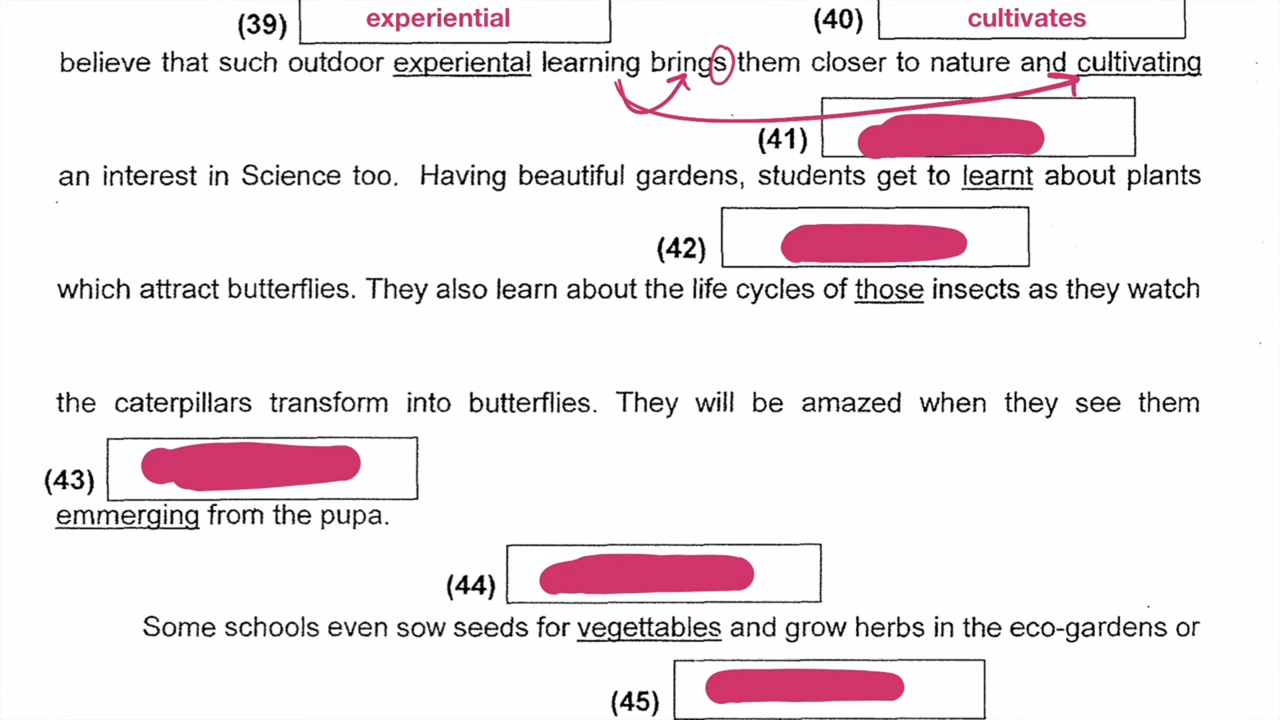 (39) experiential (40) cultivates
believe that such outdoor experiental learning brings them closer to nature and cultivating
(41)
an interest in Science too. Having beautiful gardens, students get to learnt about plants
(42)
which attract butterflies. They also learn about the life cycles of those insects as they watch
the caterpillars transform into butterflies. They will be amazed when they see them
(43)
emmerging from the pupa.
(44)
Some schools even sow seeds for vegettables and grow herbs in the eco-gardens or
(45)